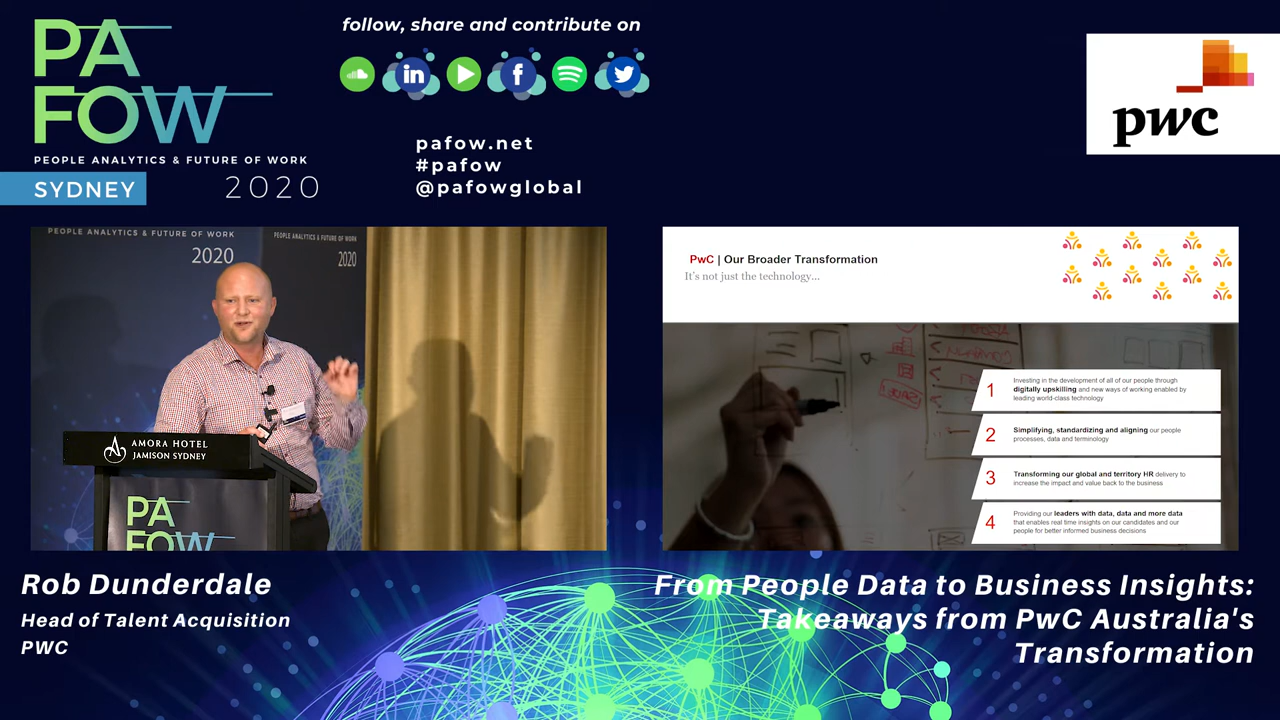 PA
FOW
PEOPLE ANALYTICS & FUTURE OF WORK
SYDNEY
2020
follow, share and contribute on
in
f
pafow.net
#pafow
@pafowglobal
pwc
PEOPLE ANALYTICS & FUTURE OF WORK
2020
PEOPLE ANALYTICS & FUTURE OF WORK
2020
AMORA HOTEL
JAMISON SYDNEY
PA
FOW
PwC | Our Broader Transformation
It's not just the technology...
1
Investing in the development of all of our people through
digitally upskilling and new ways of working enabled by
leading world-class technology
2
Simplifying, standardizing and aligning our people
processes, data and terminology
3
Transforming our global and territory HR delivery to
increase the impact and value back to the business
4
Providing our leaders with data, data and more data
that enables real time insights on our candidates and our
people for better informed business decisions
Rob Dunderdale
Head of Talent Acquisition
PWC
From People Data to Business Insights:
Takeaways from PwC Australia's
Transformation